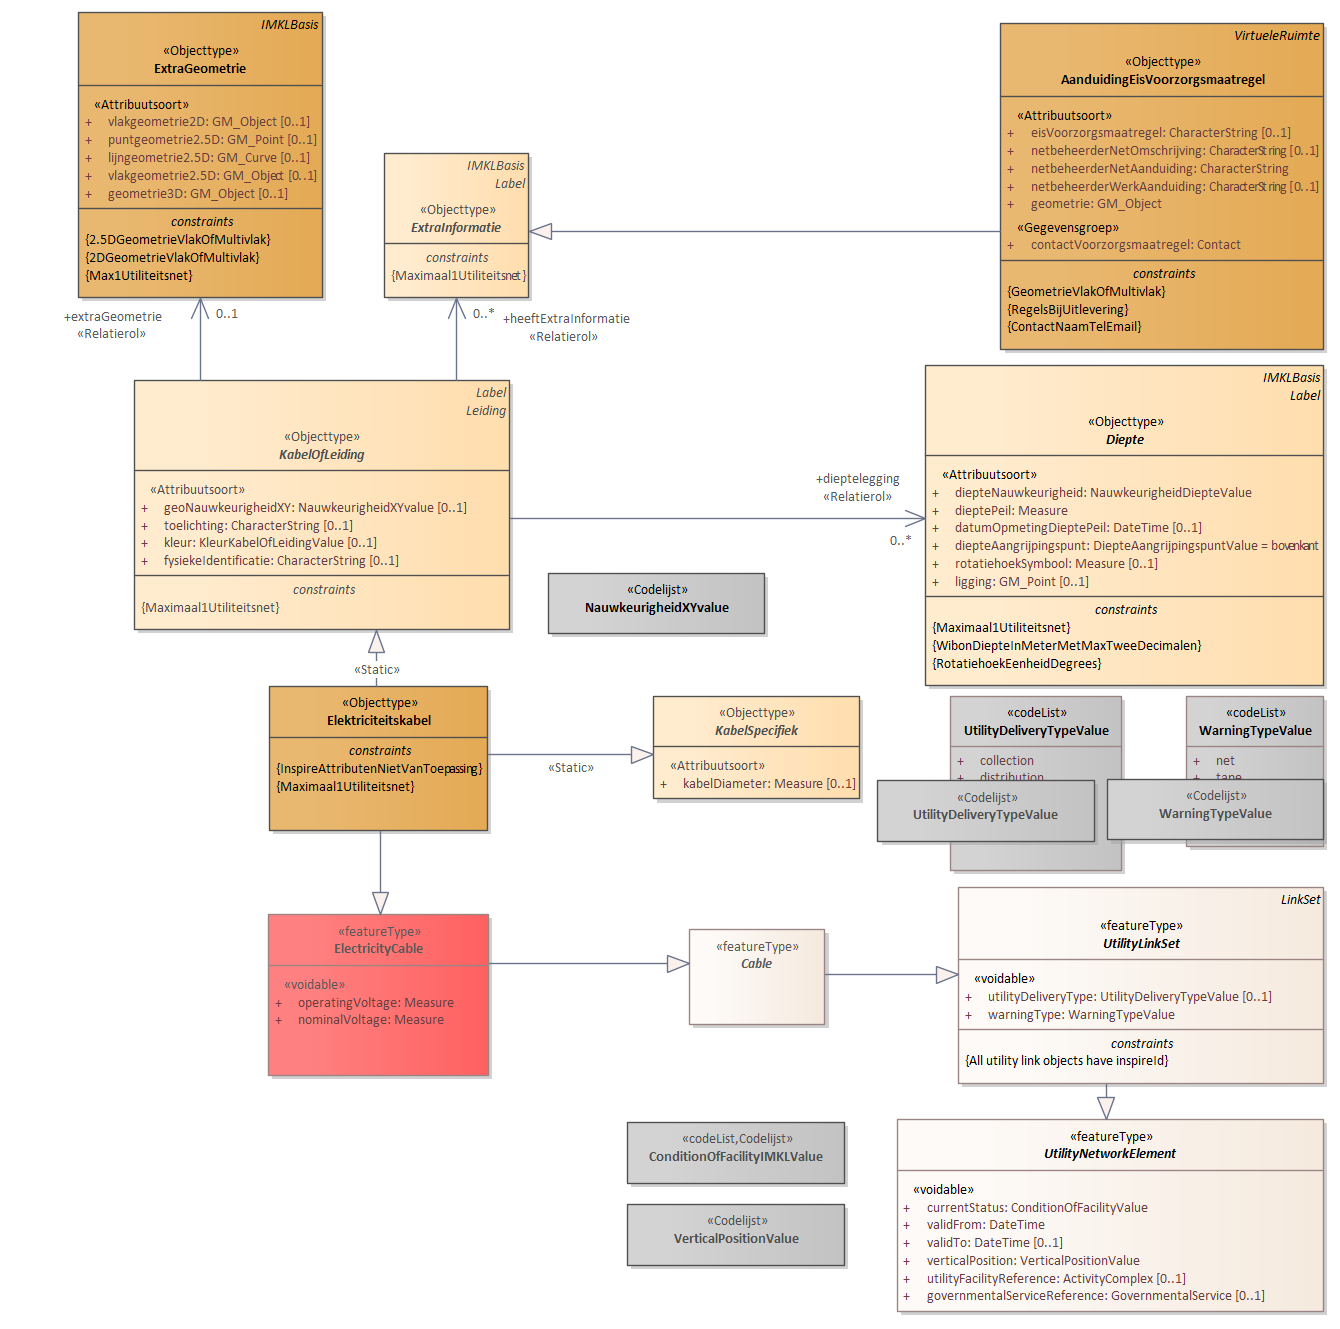 IMKLBasis
«Objecttype»
ExtraGeometrie
«Attribuutsoort»
+ vlakgeometrie2D: GM_Object [0..1]
+ puntgeometrie2.5D: GM_Point [0..1]
+ lijngeometrie2.5D: GM_Curve [0..1]
+ vlakgeometrie2.5D: GM_Object [0..1]
+ geometrie3D: GM_Object [0..1]
constraints
{2.5DGeometrieVlakOfMultivlak}
{2DGeometrieVlakOfMultivlak}
{Max1Utiliteitsnet}
IMKLBasis
Label
«Objecttype»
ExtraInformatie
constraints
{Maximaal1Utiliteitsnet}
VirtueleRuimte
«Objecttype»
AanduidingEisVoorzorgsmaatregel
«Attribuutsoort»
+ eisVoorzorgsmaatregel: CharacterString [0..1]
+ netbeheerderNetOmschrijving: CharacterString [0..1]
+ netbeheerderNetAanduiding: CharacterString
+ netbeheerderWerkAanduiding: CharacterString [0..1]
+ geometrie: GM_Object
«Gegevensgroep»
+ contactVoorzorgsmaatregel: Contact
constraints
{GeometrieVlakOfMultivlak}
{RegelsBijUitlevering}
{ContactNaamTelEmail}
+extraGeometrie
«Relatierol»
0..1
0..*
+heeftExtraInformatie
«Relatierol»
Label
Leiding
«Objecttype»
KabelOfLeiding
«Attribuutsoort»
+ geoNauwkeurigheidXY: NauwkeurigheidXYvalue [0..1]
+ toelichting: CharacterString [0..1]
+ kleur: KleurKabelOfLeidingValue [0..1]
+ fysiekeIdentificatie: CharacterString [0..1]
constraints
{Maximaal1Utiliteitsnet}
+dieptelegging
«Relatierol»
0..*
IMKLBasis
Label
«Objecttype»
Diepte
«Attribuutsoort»
+ diepteNauwkeurigheid: NauwkeurigheidDiepteValue
+ dieptePeil: Measure
+ datumOpmetingDieptePeil: DateTime [0..1]
+ diepteAangrijpingspunt: DiepteAangrijpingspuntValue = bovenkant
+ rotatiehoekSymbool: Measure [0..1]
+ ligging: GM_Point [0..1]
constraints
{Maximaal1Utiliteitsnet}
{WibonDiepteInMeterMetMaxTweeDecimalen}
{RotatiehoekEenheidDegrees}
«Codelijst»
NauwkeurigheidXYvalue
«Static»
«Objecttype»
Elektriciteitskabel
constraints
{InspireAttributenNietVanToepassing}
{Maximaal1Utiliteitsnet}
«Static»
«Objecttype»
KabelSpecifiek
«Attribuutsoort»
+ kabelDiameter: Measure [0..1]
«codeList»
UtilityDeliveryTypeValue
+ collection
+ distribution
«Codelijst»
UtilityDeliveryTypeValue
«codeList»
WarningTypeValue
+ net
+ tape
«Codelijst»
WarningTypeValue
«featureType»
ElectricityCable
«voidable»
+ operatingVoltage: Measure
+ nominalVoltage: Measure
«featureType»
Cable
LinkSet
«featureType»
UtilityLinkSet
«voidable»
+ utilityDeliveryType: UtilityDeliveryTypeValue [0..1]
+ warningType: WarningTypeValue
constraints
{All utility link objects have inspireId}
«codeList,Codelijst»
ConditionOfFacilityIMKLValue
«Codelijst»
VerticalPositionValue
«featureType»
UtilityNetworkElement
«voidable»
+ currentStatus: ConditionOfFacilityValue
+ validFrom: DateTime
+ validTo: DateTime [0..1]
+ verticalPosition: VerticalPositionValue
+ utilityFacilityReference: ActivityComplex [0..1]
+ governmentalServiceReference: GovernmentalService [0..1]